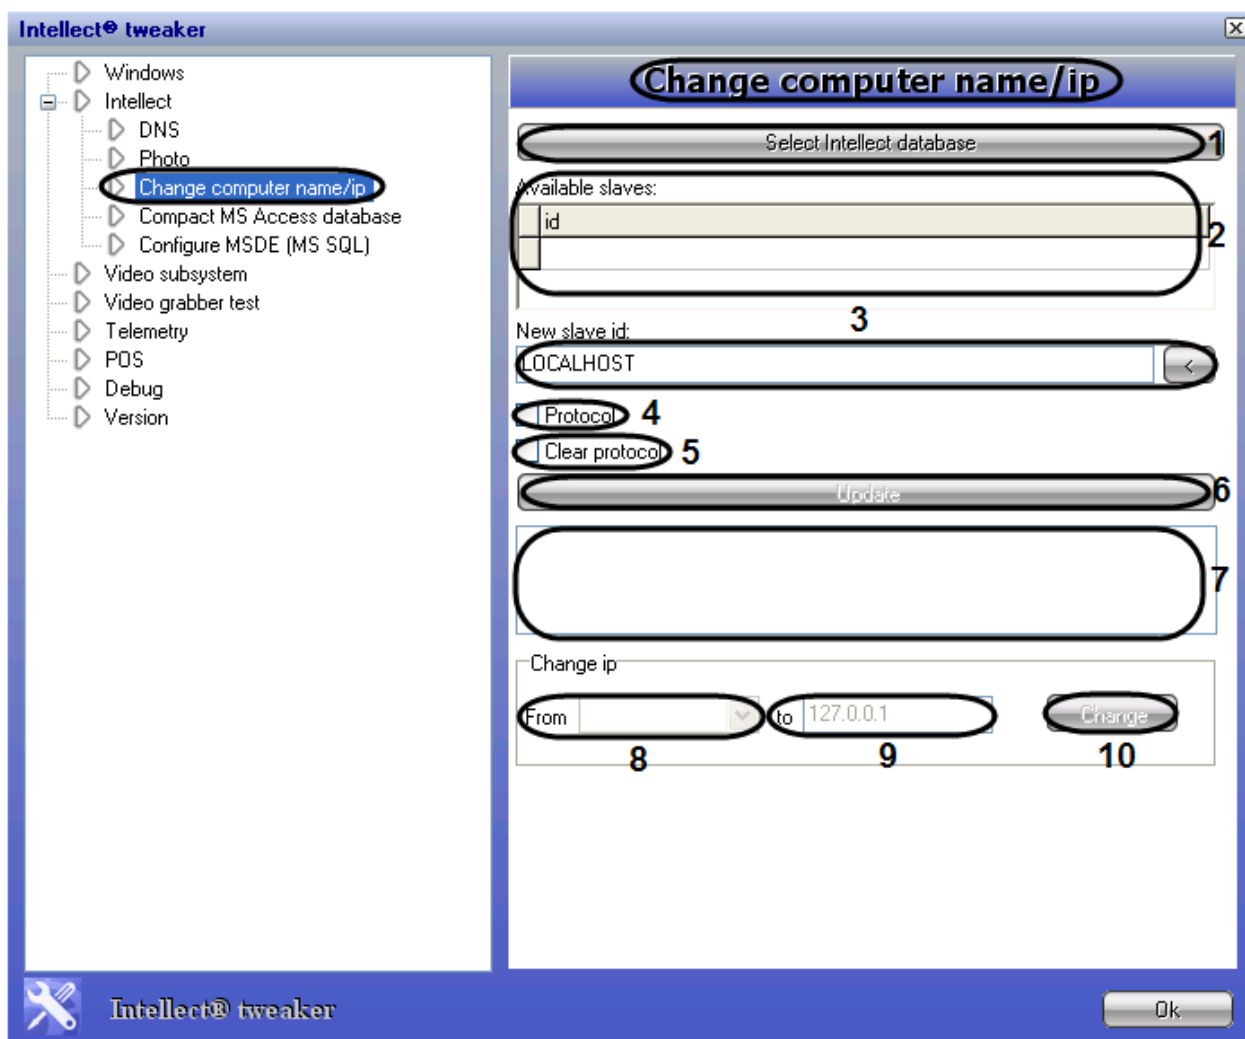 Intellect® tweaker
Windows
Intellect
DNS
Photo
Change computer name/ip
Compact MS Access database
Configure MSDE (MS SQL)
Video subsystem
Video grabber test
Telemetry
POS
Debug
Version
Change computer name/ip
Select Intellect database 1
Available slaves:
id
2
3
New slave id:
LOCALHOST <
Protocol 4
Clear protocol 5
Update 6
7
Change ip
From to 127.0.0.1 Change
8 9 10
Intellect® tweaker
Ok